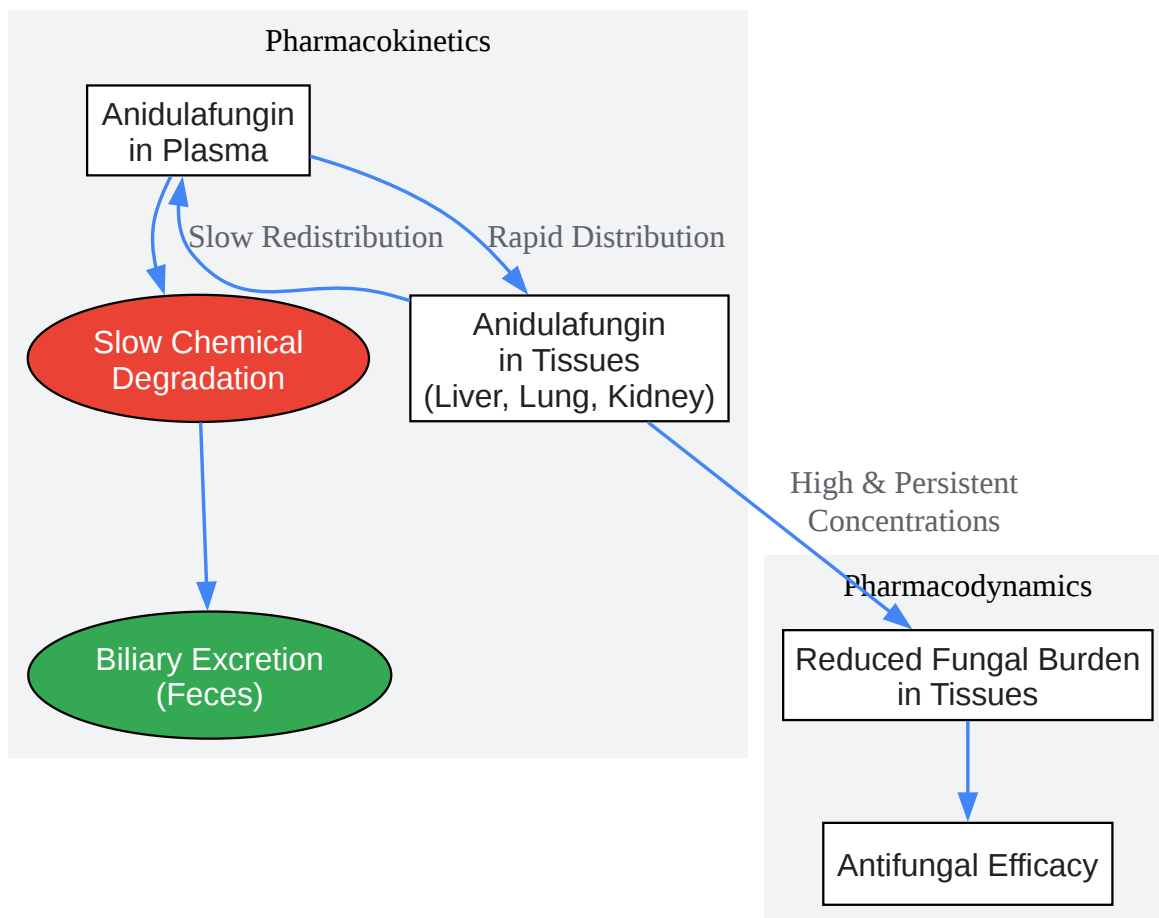 Pharmacokinetics
Anidulafungin
in Plasma
Slow Redistribution
Rapid Distribution
Slow Chemical
Degradation
Anidulafungin
in Tissues
(Liver, Lung, Kidney)
High & Persistent
Concentrations
Biliary Excretion
(Feces)
Pharmacodynamics
Reduced Fungal Burden
in Tissues
Antifungal Efficacy